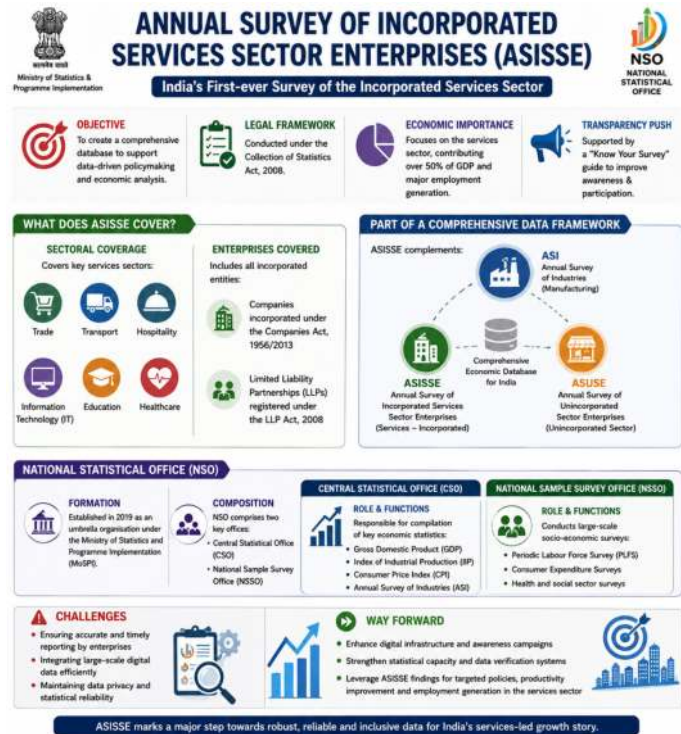 ANNUAL SURVEY OF INCORPORATED
SERVICES SECTOR ENTERPRISES (ASISSE)
India's First-ever Survey of the Incorporated Services Sector
सत्यमेव जयते
Ministry of Statistics &
Programme Implementation
NSO
NATIONAL
STATISTICAL
OFFICE
OBJECTIVE
To create a comprehensive
database to support
data-driven policymaking
and economic analysis.
LEGAL FRAMEWORK
Conducted under the
Collection of Statistics
Act, 2008.
ECONOMIC IMPORTANCE
Focuses on the services
sector, contributing
over 50% of GDP and
major employment
generation.
TRANSPARENCY PUSH
Supported by
a "Know Your Survey"
guide to improve
awareness &
participation.
WHAT DOES ASISSE COVER?
SECTORAL COVERAGE
Covers key services sectors:
Trade
Transport
Hospitality
Information
Technology (IT)
Education
Healthcare
ENTERPRISES COVERED
Includes all incorporated
entities:
Companies
incorporated under
the Companies Act,
1956/2013
Limited Liability
Partnerships (LLPs)
registered under
the LLP Act, 2008
PART OF A COMPREHENSIVE DATA FRAMEWORK
ASISSE complements:
ASI
Annual Survey
of Industries
(Manufacturing)
ASISSE
Annual Survey of
Incorporated Services
Sector Enterprises
(Services – Incorporated)
Comprehensive
Economic Database
for India
ASUSE
Annual Survey of
Unincorporated
Sector Enterprises
(Unincorporated Sector)
NATIONAL STATISTICAL OFFICE (NSO)
FORMATION
Established in 2019 as an
umbrella organisation under
the Ministry of Statistics and
Programme Implementation
(MoSPI).
COMPOSITION
NSO comprises two
key offices:
• Central Statistical Office
(CSO)
• National Sample Survey
Office (NSSO)
CENTRAL STATISTICAL OFFICE (CSO)
ROLE & FUNCTIONS
Responsible for compilation
of key economic statistics:
• Gross Domestic Product (GDP)
• Index of Industrial Production (IIP)
• Consumer Price Index (CPI)
• Annual Survey of Industries (ASI)
NATIONAL SAMPLE SURVEY OFFICE (NSSO)
ROLE & FUNCTIONS
Conducts large-scale
socio-economic surveys:
• Periodic Labour Force Survey (PLFS)
• Consumer Expenditure Surveys
• Health and social sector surveys
CHALLENGES
• Ensuring accurate and timely
reporting by enterprises
• Integrating large-scale digital
data efficiently
• Maintaining data privacy and
statistical reliability
WAY FORWARD
• Enhance digital infrastructure and awareness campaigns
• Strengthen statistical capacity and data verification systems
• Leverage ASISSE findings for targeted policies, productivity
improvement and employment generation in the services sector
ASISSE marks a major step towards robust, reliable and inclusive data for India's services-led growth story.